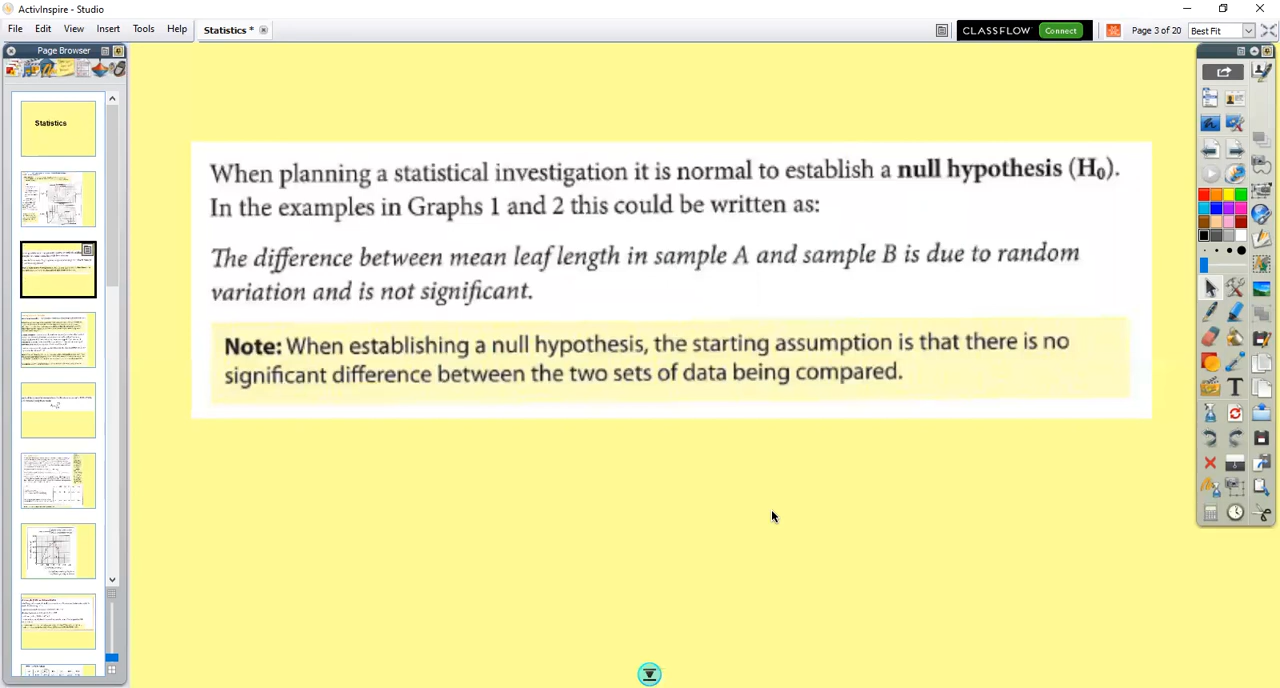 ActivInspire - Studio
File Edit View Insert Tools Help
Statistics *
CLASSFLOW Connect
Page 3 of 20
Best Fit
Page Browser
Statistics
When planning a statistical investigation it is normal to establish a null hypothesis (H₀).
In the examples in Graphs 1 and 2 this could be written as:
The difference between mean leaf length in sample A and sample B is due to random
variation and is not significant.
Note: When establishing a null hypothesis, the starting assumption is that there is no
significant difference between the two sets of data being compared.